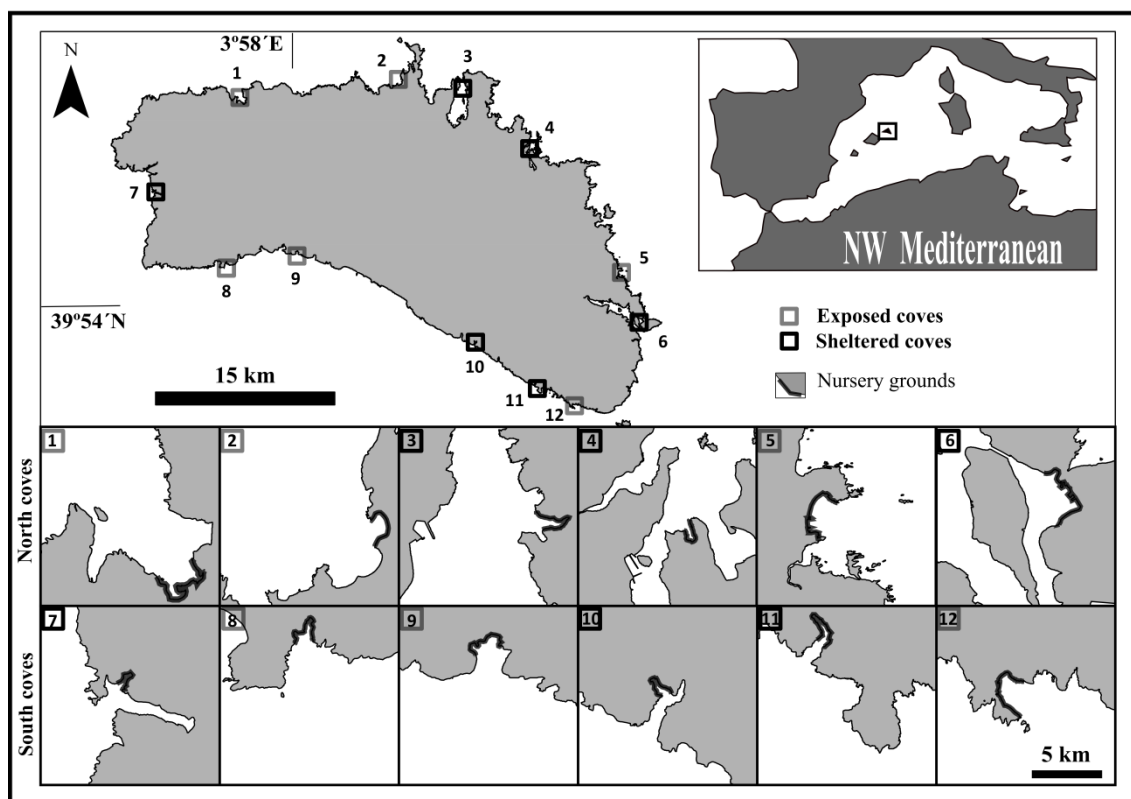 3º58´E
N
1
2
3
4
5
6
7
8
9
10
11
12
39º54´N
15 km
NW Mediterranean
Exposed coves
Sheltered coves
Nursery grounds
North coves
1
2
3
4
5
6
South coves
7
8
9
10
11
12
5 km